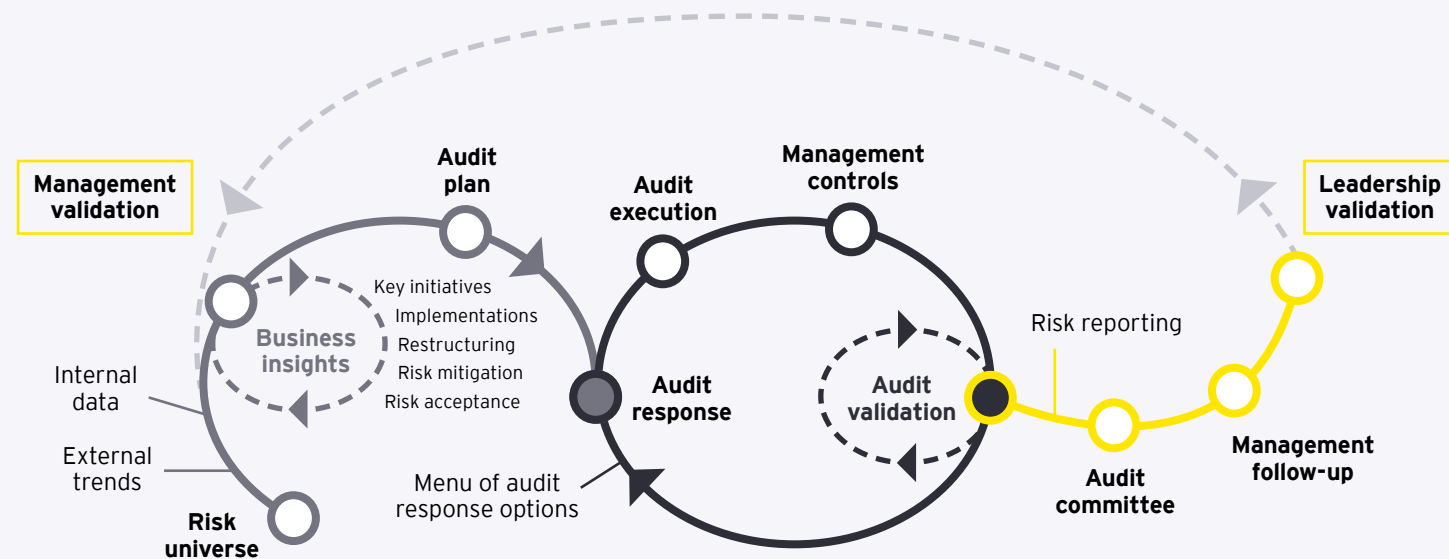 Management
validation
Audit
plan
Audit
execution
Management
controls
Leadership
validation
Key initiatives
Implementations
Restructuring
Risk mitigation
Risk acceptance
Business
insights
Internal
data
External
trends
Risk
universe
Audit
response
Menu of audit
response options
Audit
validation
Risk reporting
Audit
committee
Management
follow-up